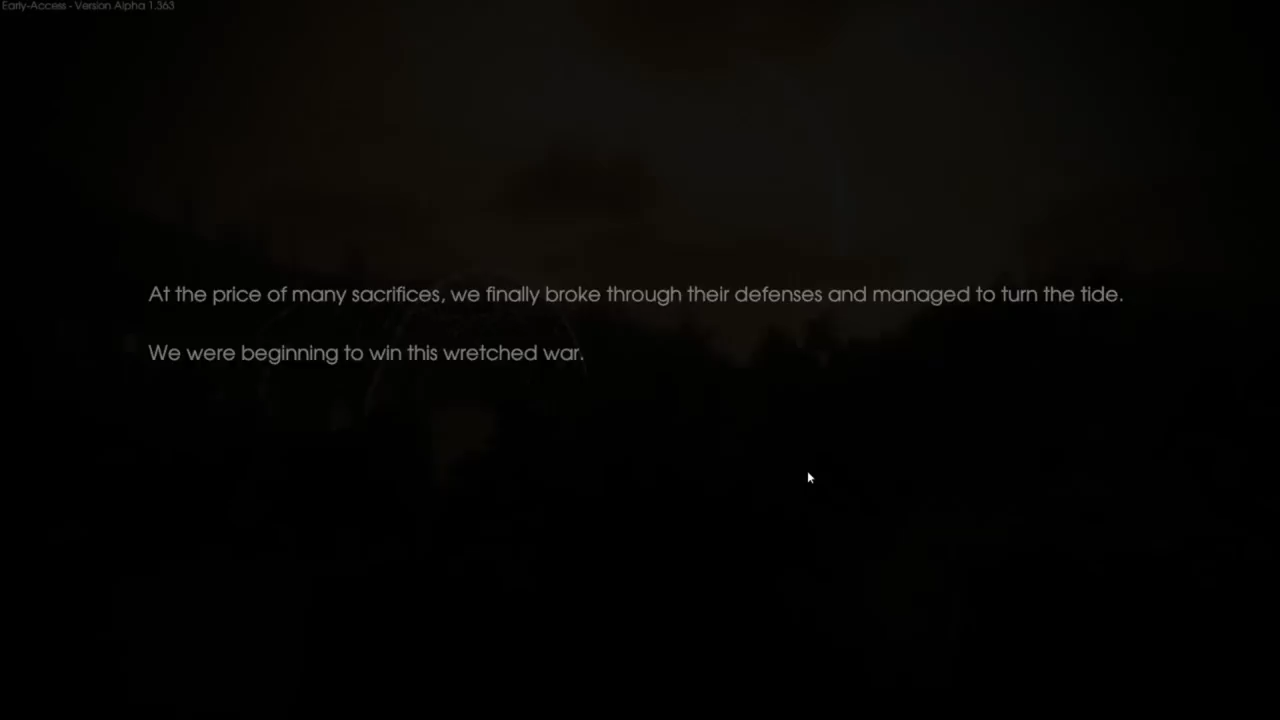 Early-Access - Version Alpha 1.363
At the price of many sacrifices, we finally broke through their defenses and managed to turn the tide.
We were beginning to win this wretched war.